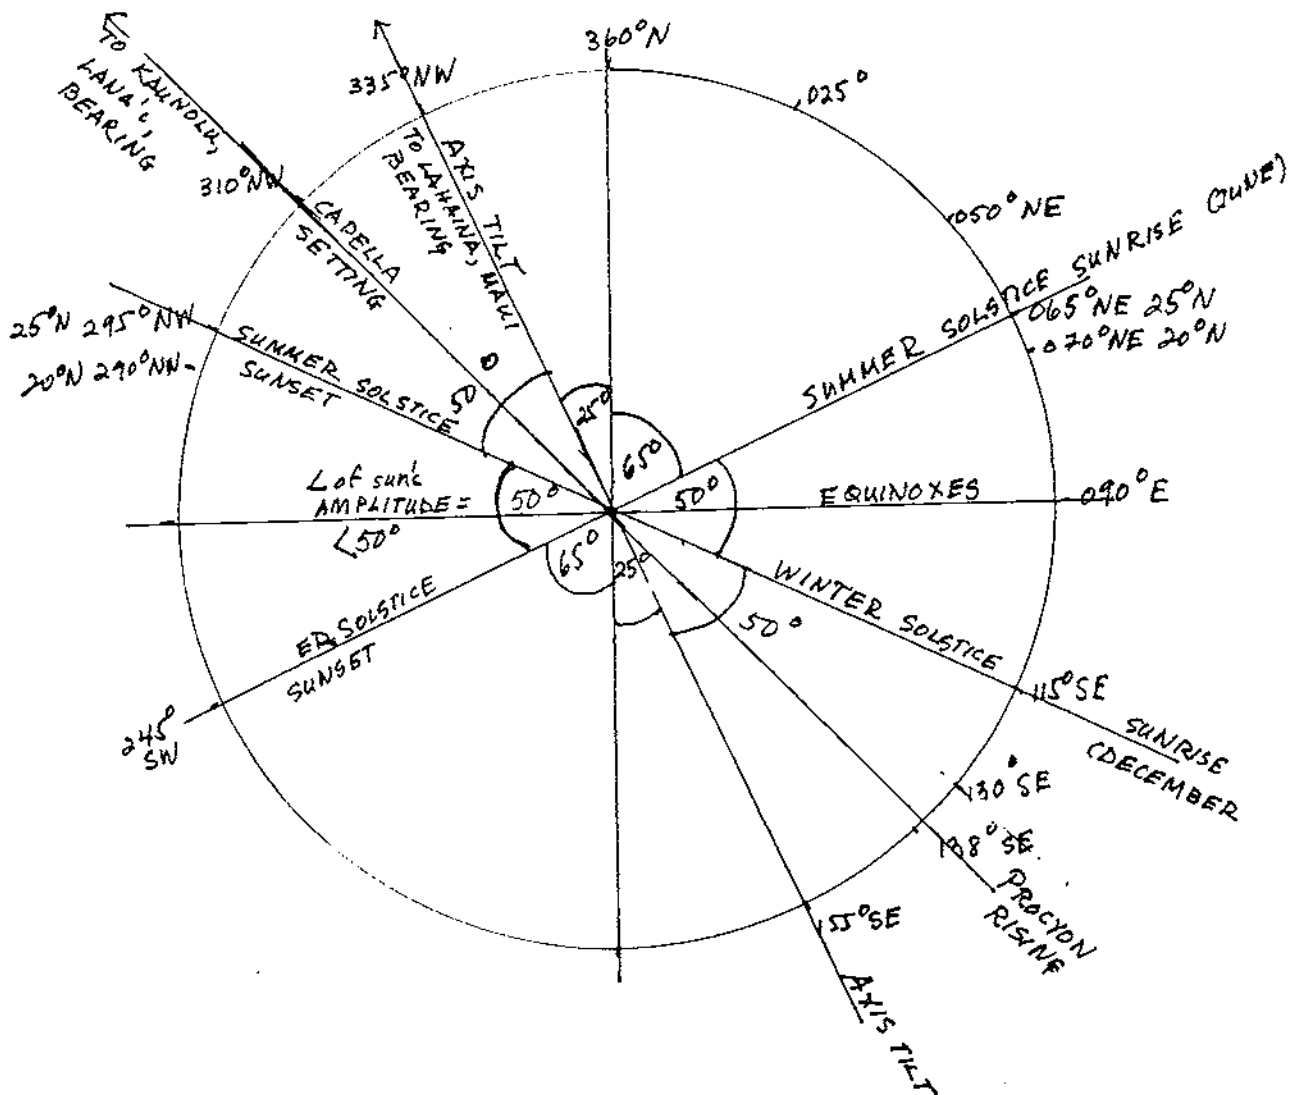 360°N
.025°
.050° NE
SUMMER SOLSTICE SUNRISE (JUNE)
065° NE 25°N
070° NE 20°N
EQUINOXES
090° E
WINTER SOLSTICE
115° SE
SUNRISE
(DECEMBER
130° SE
138° SE
PROCYON
RISING
155° SE
AXIS TILT
335° NW
AXIS TILT
TO LAHAINA, MAUI
BEARING
TO KAUNOLU,
LANA'I,
BEARING
310° NW
CAPELLA
SETTING
25°N 295° NW
20°N 290° NW
SUMMER SOLSTICE
SUNSET
50°
25°
65°
50°
50°
∠ of sun's
AMPLITUDE =
∠50°
65°
25°
50°
ER SOLSTICE
SUNSET
245°
SW